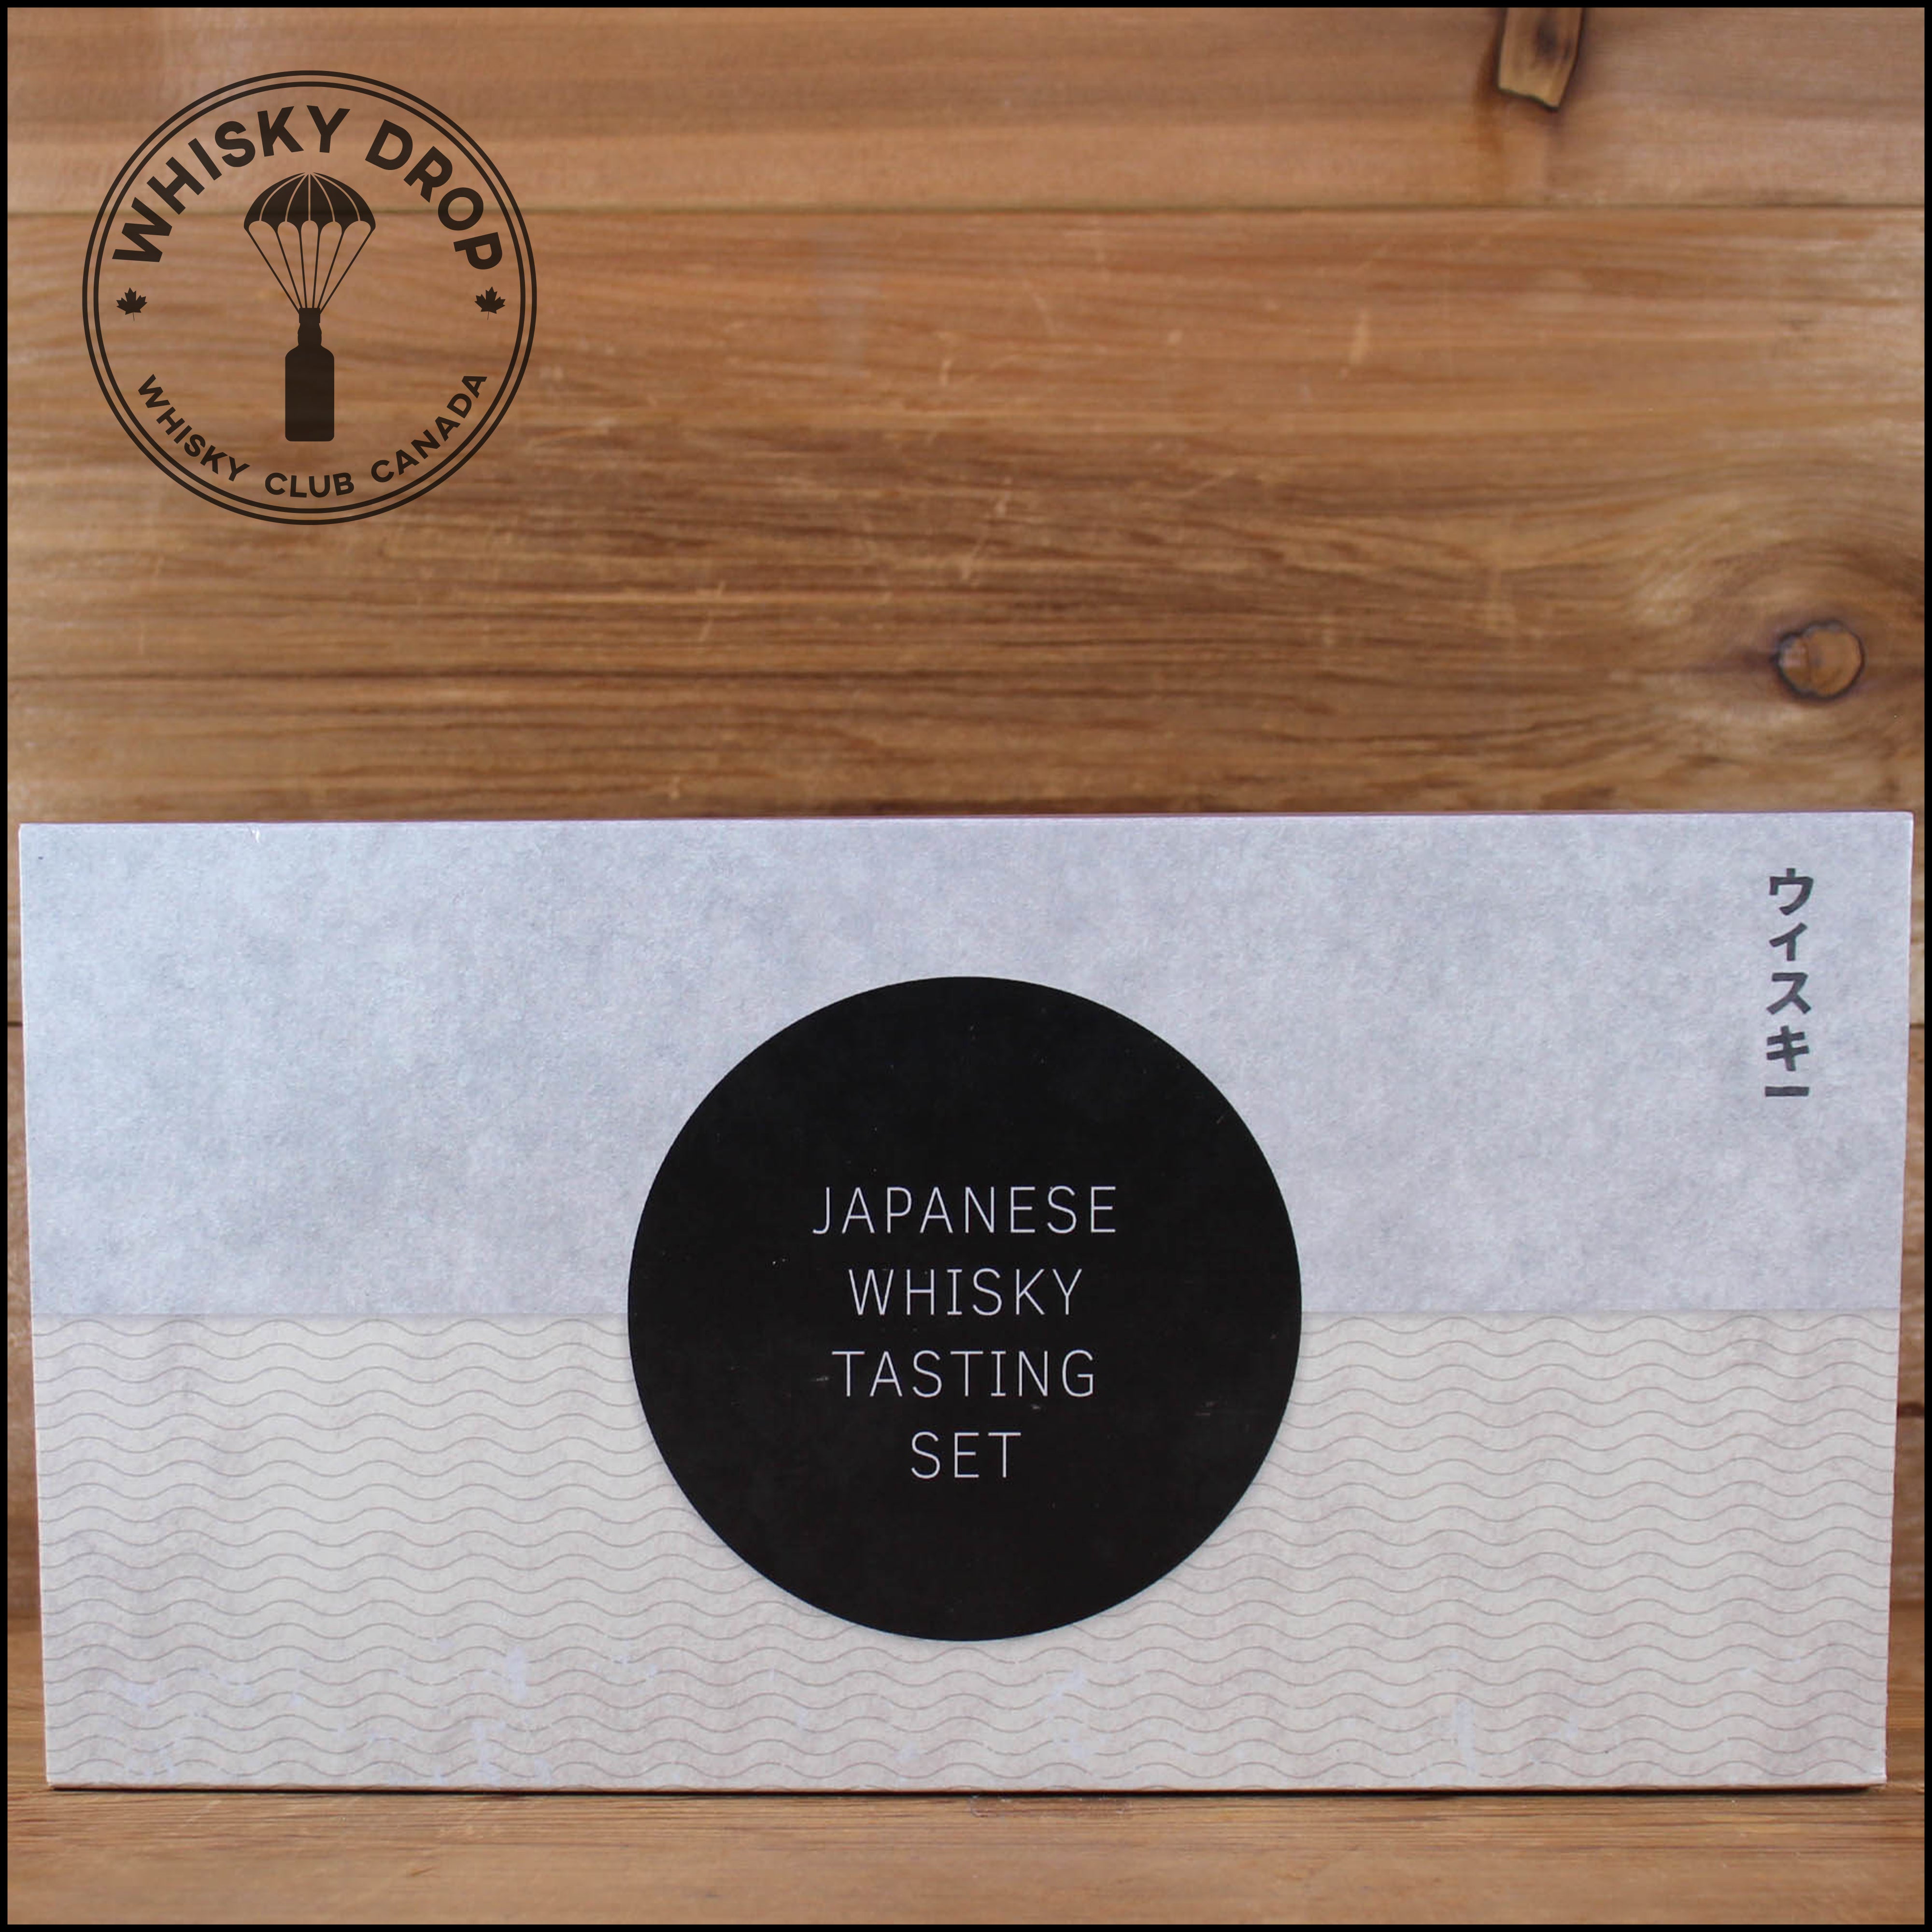 WHISKY DROP
WHISKY CLUB CANADA
ウィスキー
JAPANESE
WHISKY
TASTING
SET